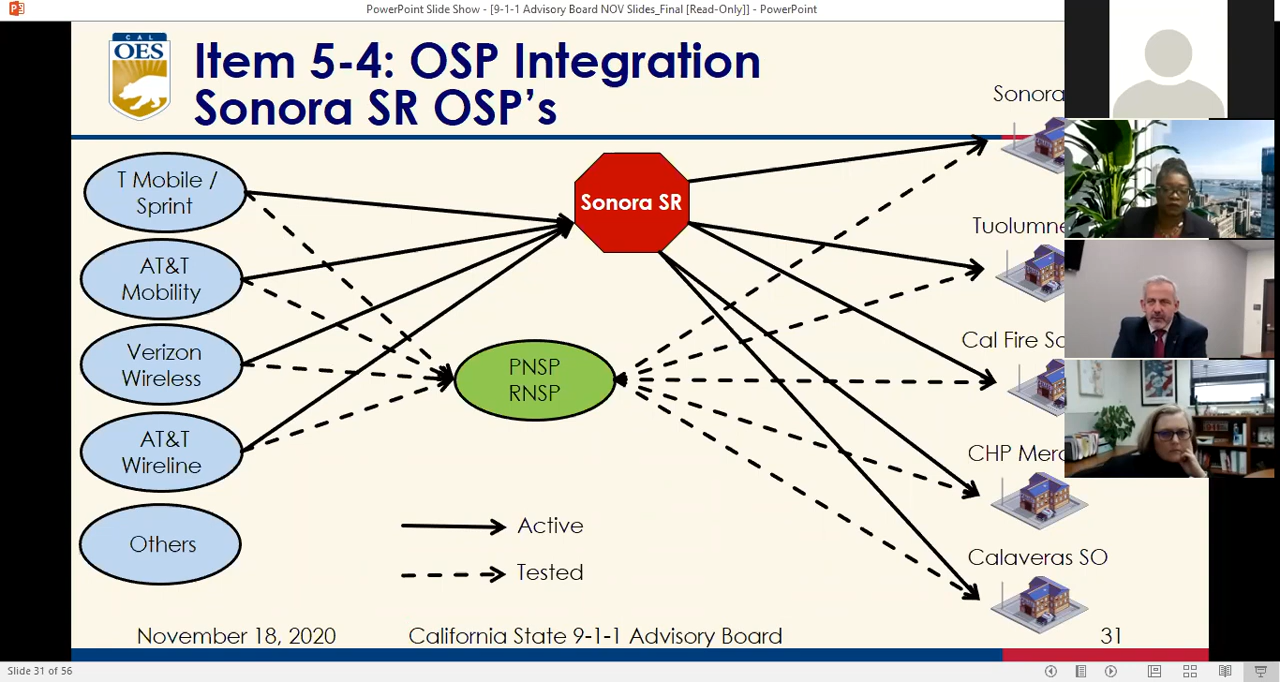 PowerPoint Slide Show - [9-1-1 Advisory Board NOV Slides_Final [Read-Only]] - PowerPoint
CAL
OES
Item 5-4: OSP Integration
Sonora SR OSP's
Sonora
T Mobile /
Sprint
Sonora SR
Tuolumne
AT&T
Mobility
Cal Fire
Verizon
Wireless
PNSP
RNSP
AT&T
Wireline
CHP
Active
Others
Calaveras SO
Tested
November 18, 2020
California State 9-1-1 Advisory Board
31
Slide 31 of 56